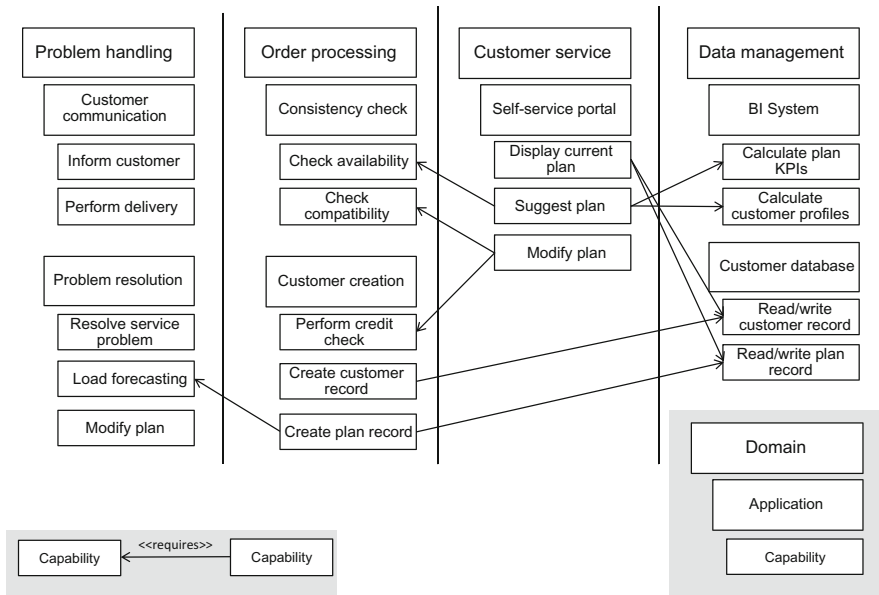 Problem handling
Customer
communication
Inform customer
Perform delivery
Problem resolution
Resolve service
problem
Load forecasting
Modify plan
Order processing
Consistency check
Check availability
Check
compatibility
Customer creation
Perform credit
check
Create customer
record
Create plan record
Customer service
Self-service portal
Display current
plan
Suggest plan
Modify plan
Data management
BI System
Calculate plan
KPIs
Calculate
customer profiles
Customer database
Read/write
customer record
Read/write plan
record
Domain
Application
Capability
Capability
<<requires>>
Capability